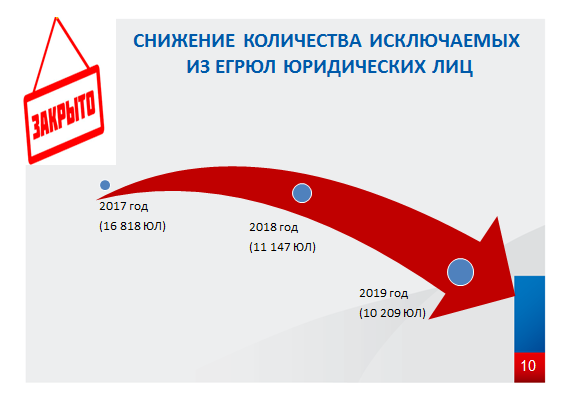 СНИЖЕНИЕ КОЛИЧЕСТВА ИСКЛЮЧАЕМЫХ
ИЗ ЕГРЮЛ ЮРИДИЧЕСКИХ ЛИЦ
ЗАКРЫТО
2017 год
(16 818 ЮЛ)
2018 год
(11 147 ЮЛ)
2019 год
(10 209 ЮЛ)
10